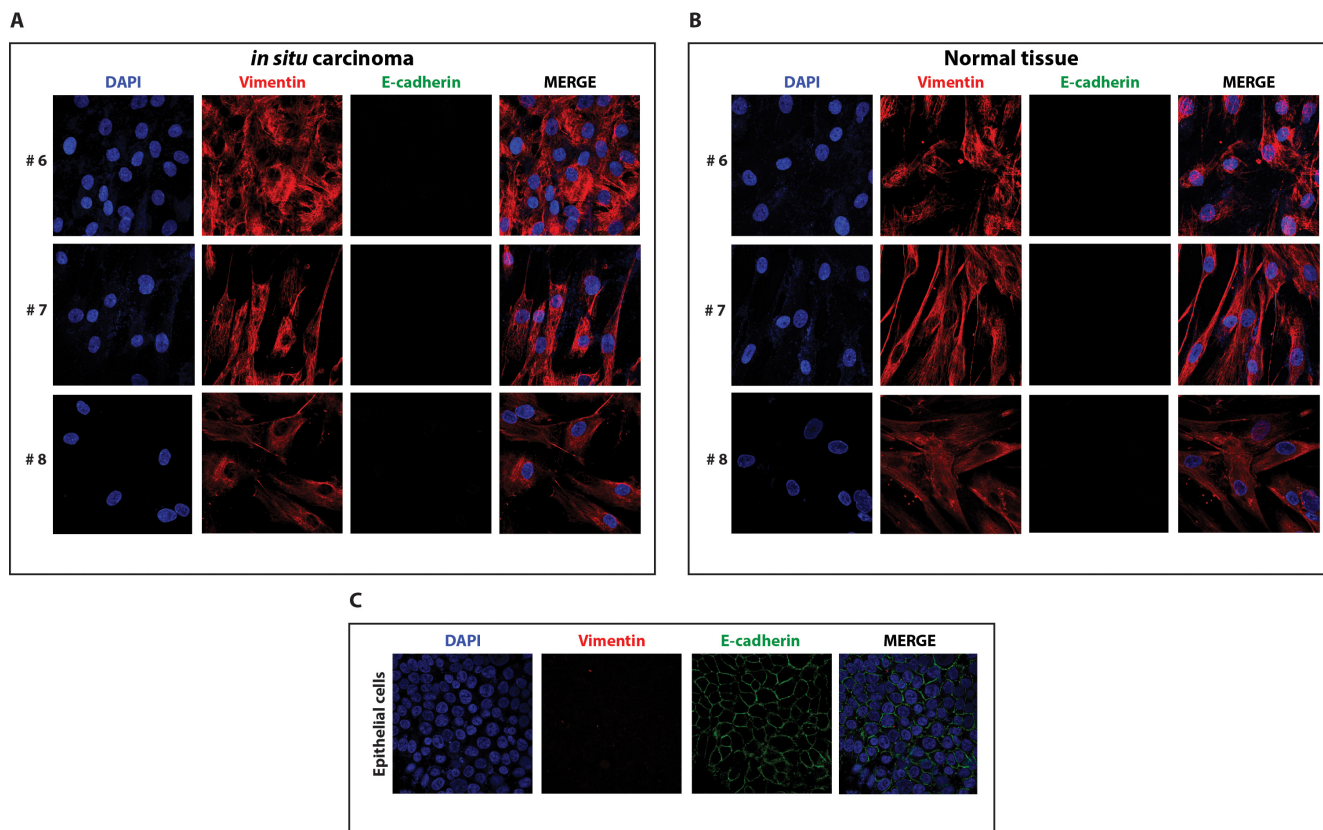 A
in situ carcinoma
DAPI Vimentin E-cadherin MERGE
# 6
# 7
# 8
B
Normal tissue
DAPI Vimentin E-cadherin MERGE
# 6
# 7
# 8
C
DAPI Vimentin E-cadherin MERGE
Epithelial cells